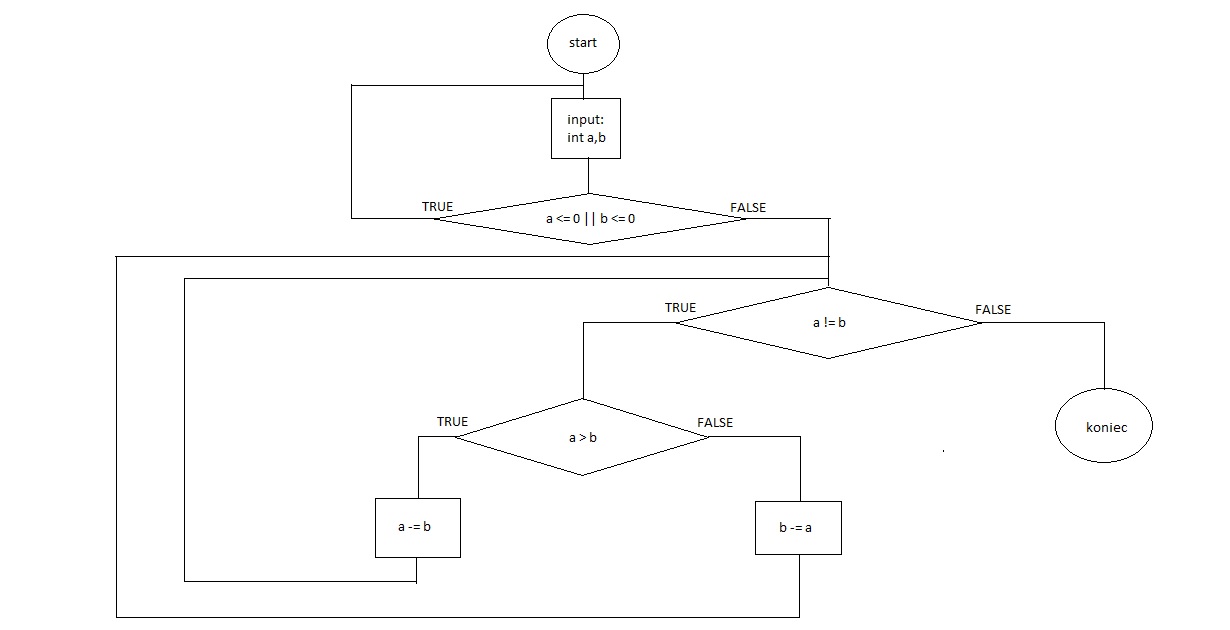 start
input:
int a,b
TRUE
a <= 0 || b <= 0
FALSE
TRUE
a != b
FALSE
TRUE
a > b
FALSE
koniec
a -= b
b -= a